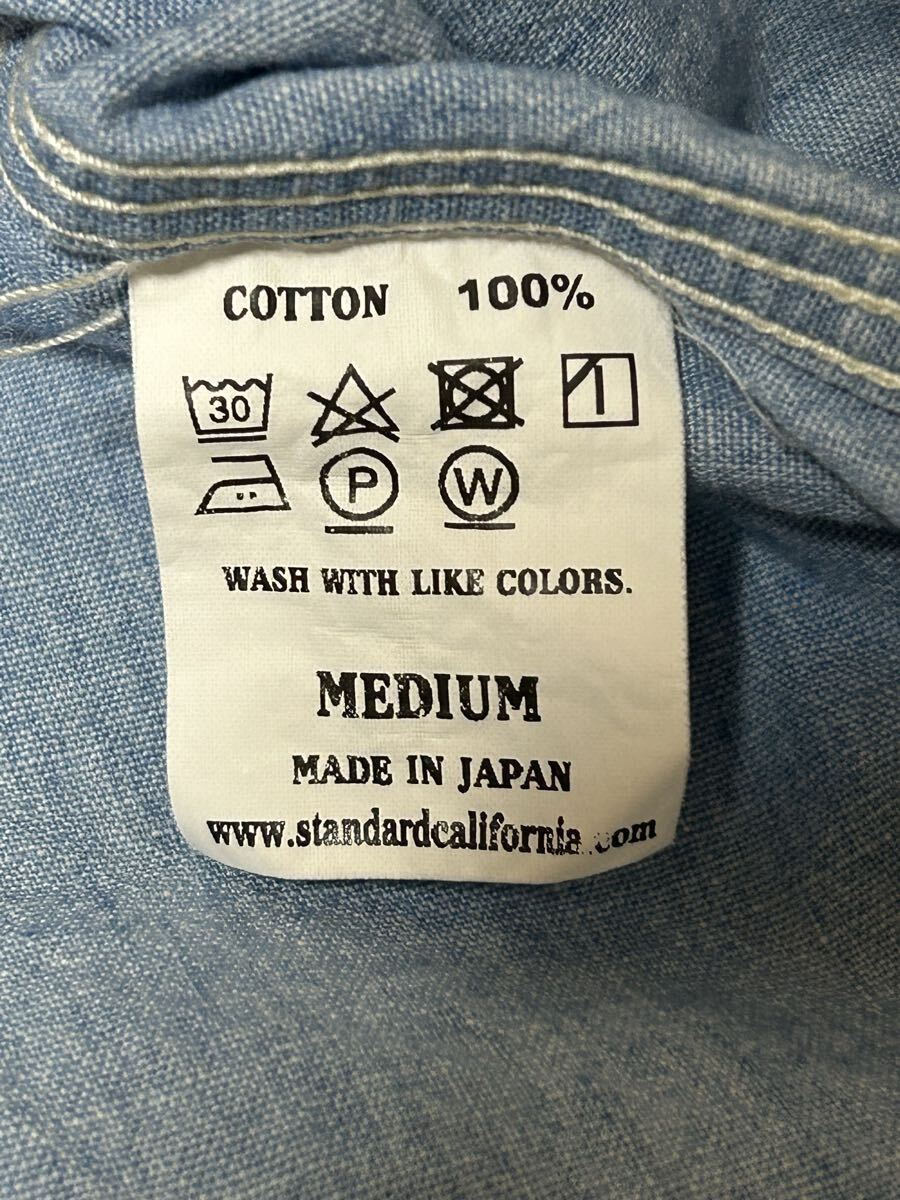 COTTON 100%
30
P W
WASH WITH LIKE COLORS.
MEDIUM
MADE IN JAPAN
www.standardcalifornia.com